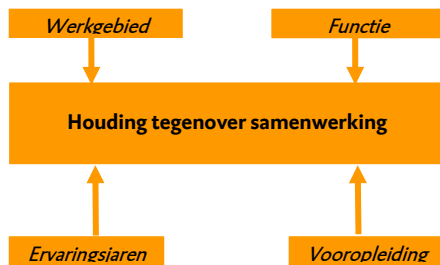 Werkgebied
Functie
Houding tegenover samenwerking
Ervaringsjaren
Vooropleiding